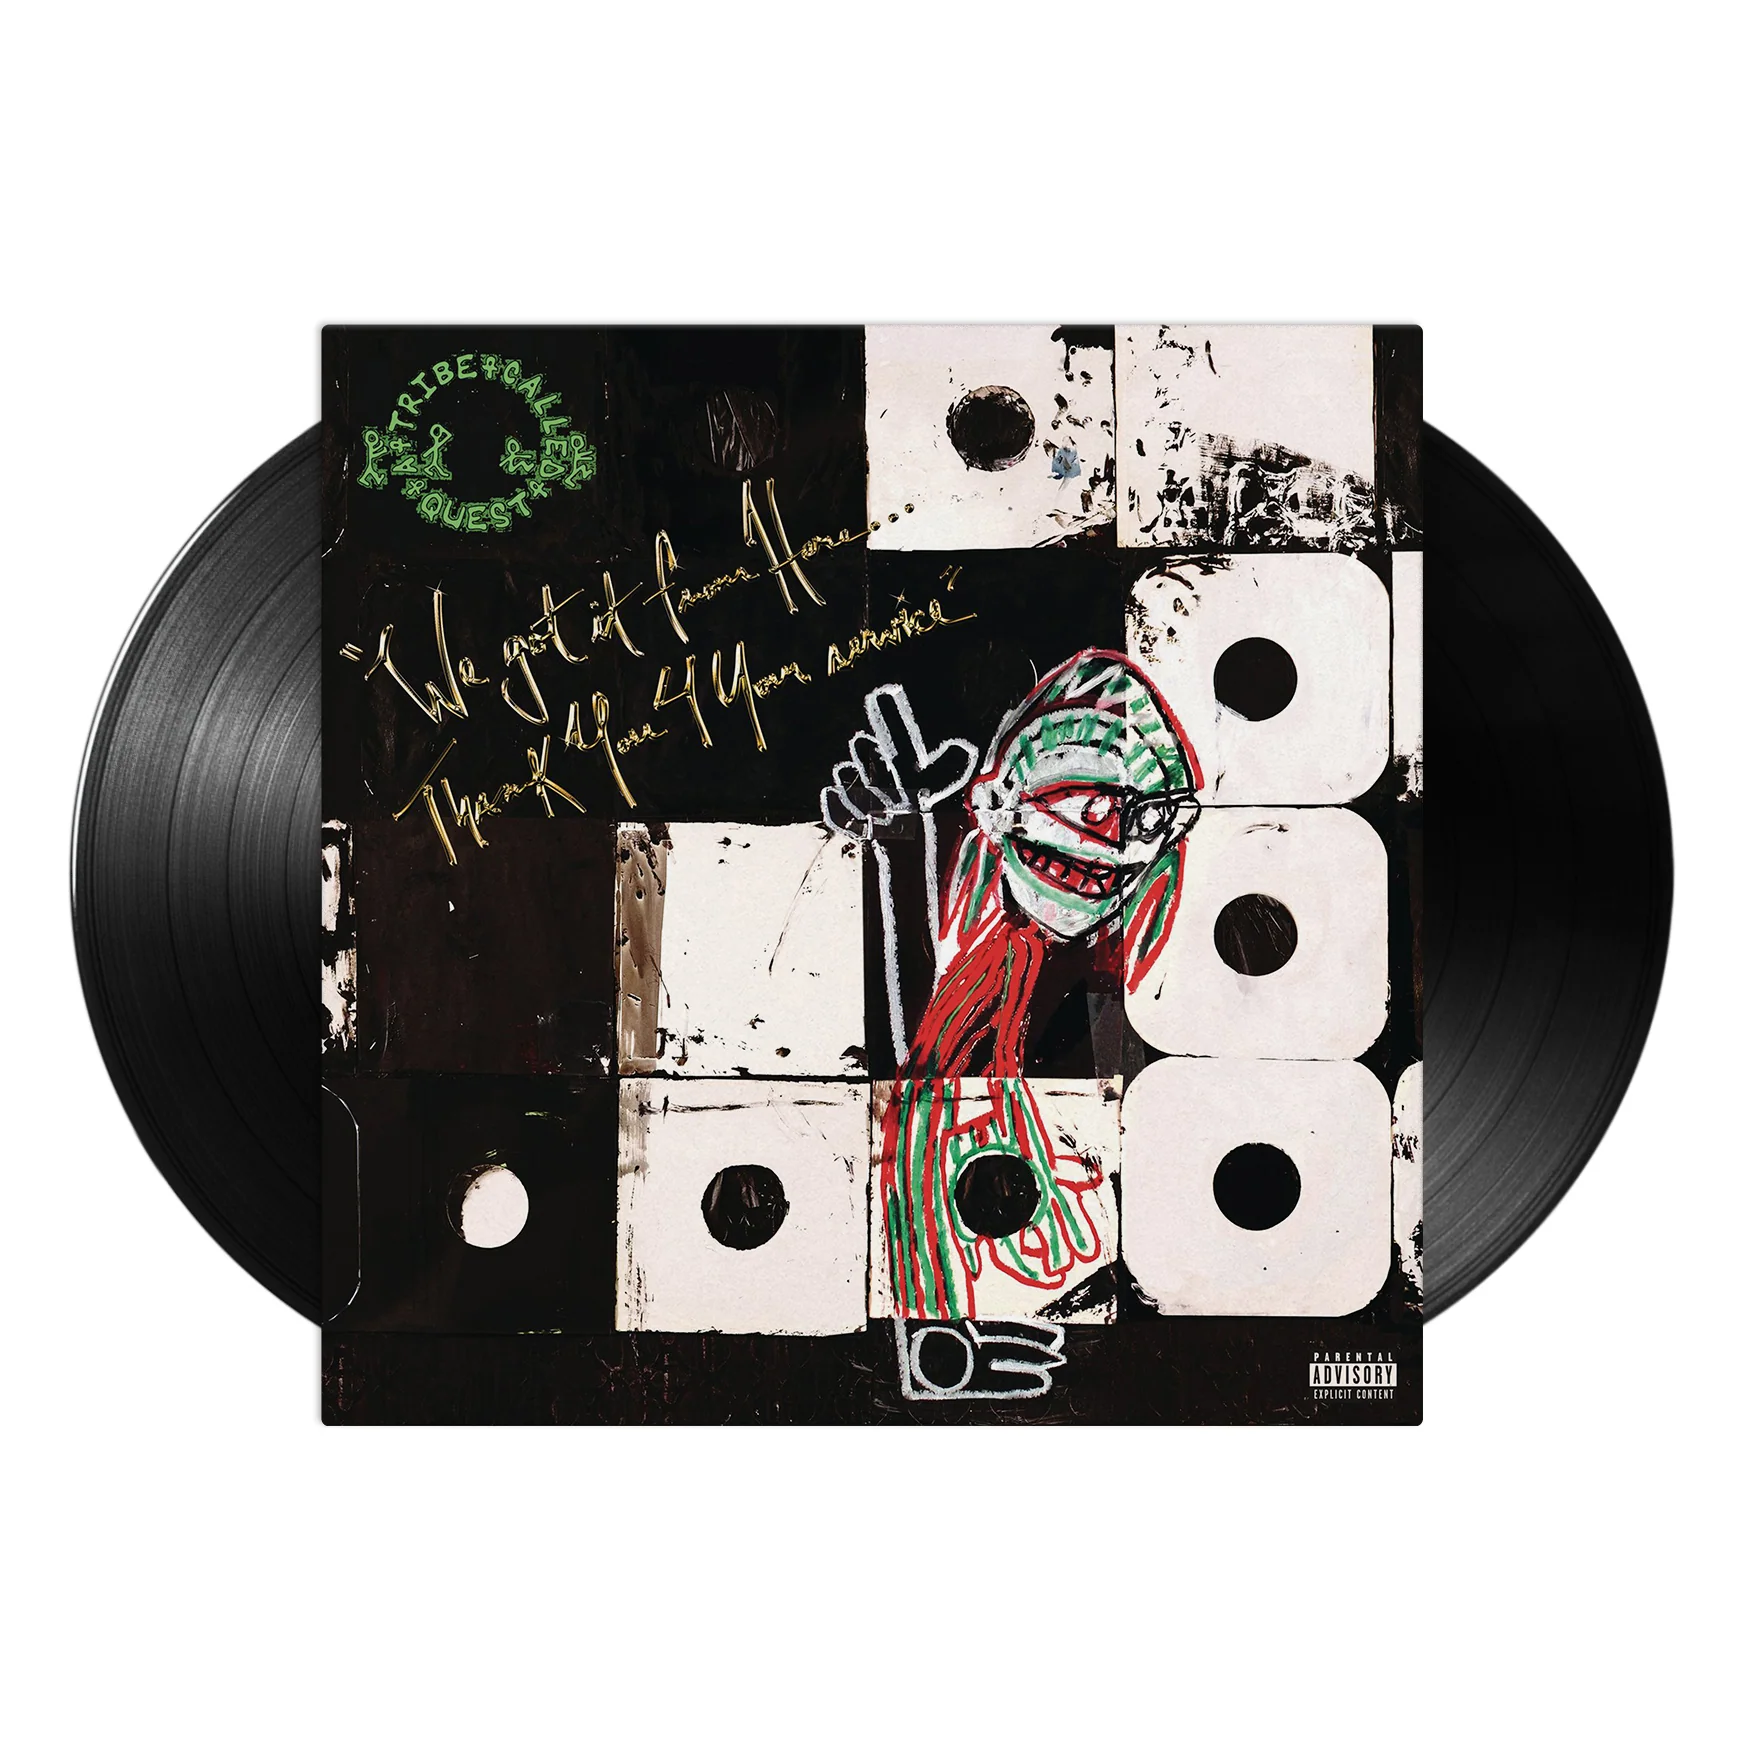 A TRIBE CALLED QUEST
"We got it from Here...
Thank You 4 Your service"
PARENTAL
ADVISORY
EXPLICIT CONTENT